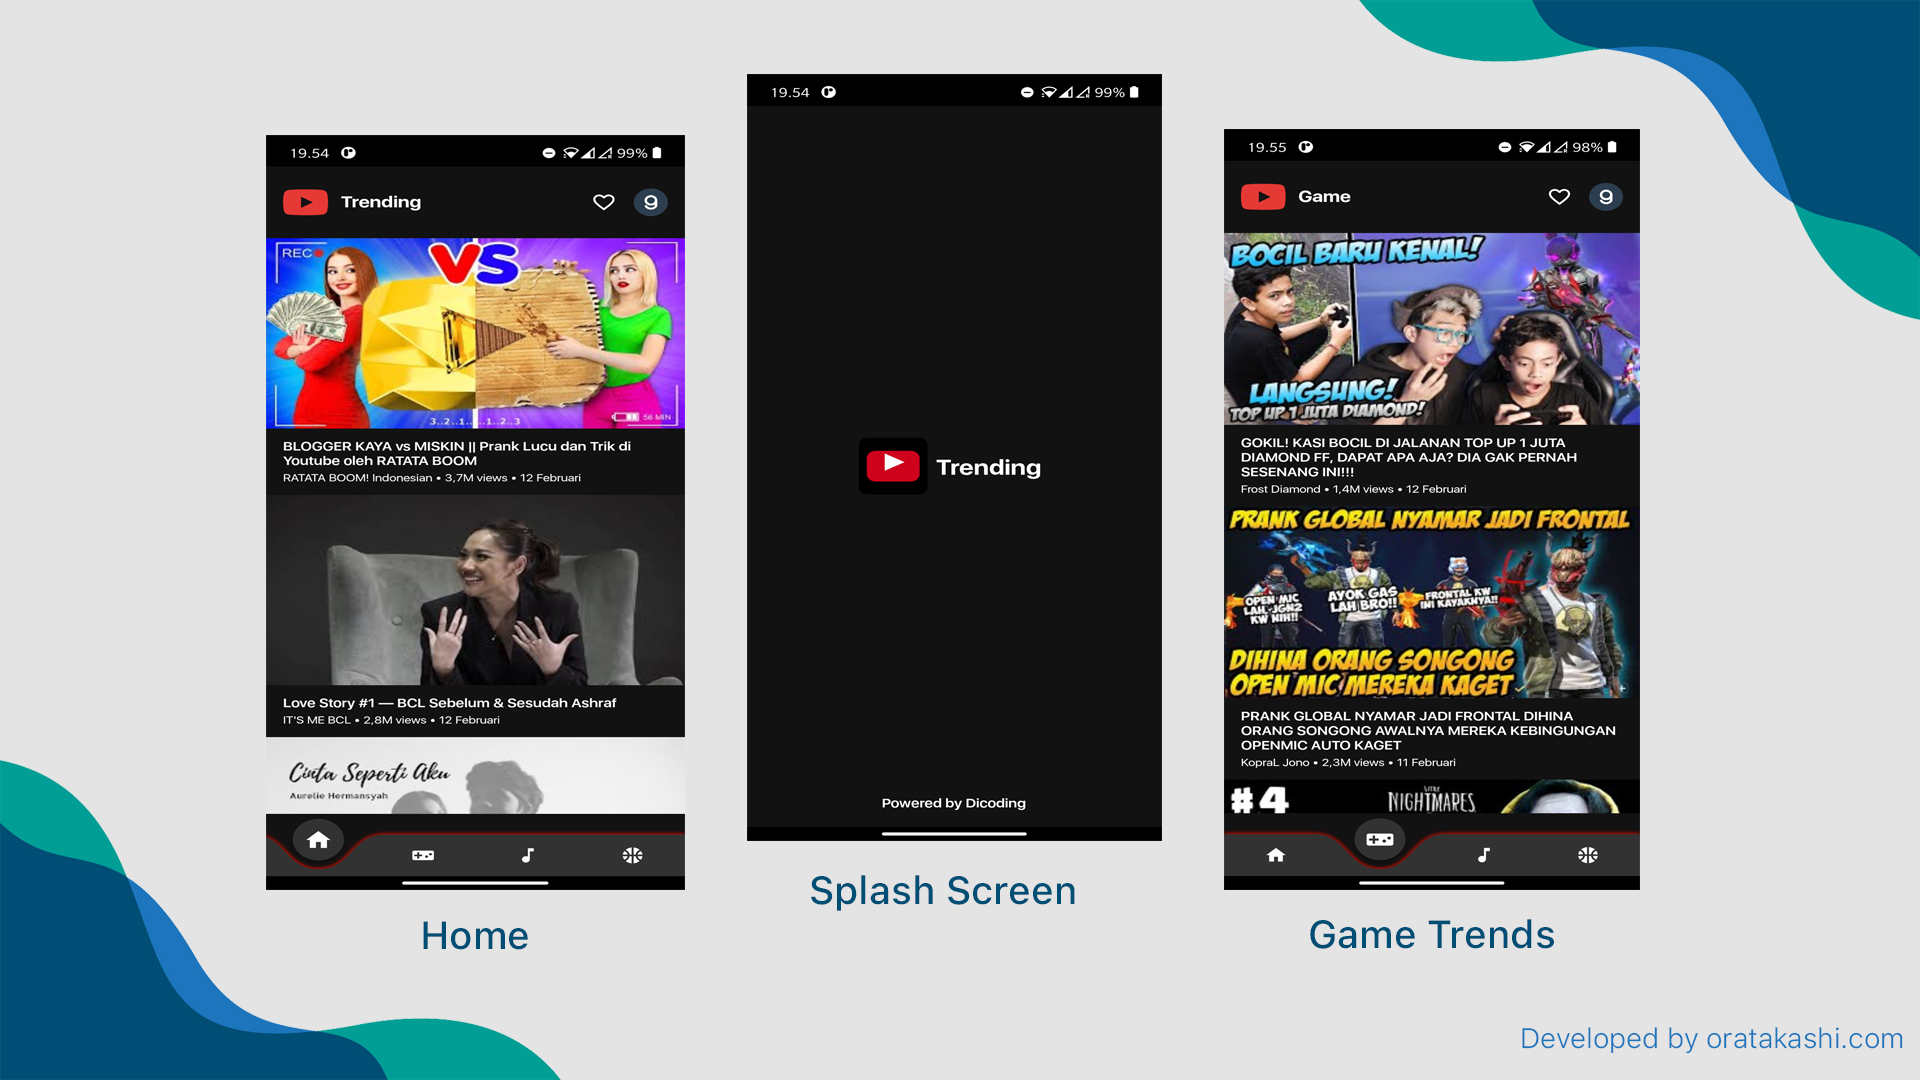 19.54
99%
Trending
g
REC
VS
3..2..1.. ..1..2..3
56 MIN
BLOGGER KAYA vs MISKIN || Prank Lucu dan Trik di
Youtube oleh RATATA BOOM
RATATA BOOM! Indonesian • 3,7M views • 12 Februari
Love Story #1 — BCL Sebelum & Sesudah Ashraf
IT'S ME BCL • 2,8M views • 12 Februari
Cinta Seperti Aku
Aurelie Hermansyah
Home
19.54
99%
Trending
Powered by Dicoding
Splash Screen
19.55
98%
Game
g
BOCIL BARU KENAL!
LANGSUNG!
TOP UP 1 JUTA DIAMOND!
GOKIL! KASI BOCIL DI JALANAN TOP UP 1 JUTA
DIAMOND FF, DAPAT APA AJA? DIA GAK PERNAH
SESENANG INI!!!
Frost Diamond • 1,4M views • 12 Februari
PRANK GLOBAL NYAMAR JADI FRONTAL
OPEN MIC
LAH, JGN2
KW NIH!!
AYOK GAS
LAH BRO!!
FRONTAL KW
INI KAYAKNYA!!
DIHINA ORANG SONGONG
OPEN MIC MEREKA KAGET
PRANK GLOBAL NYAMAR JADI FRONTAL DIHINA
ORANG SONGONG AWALNYA MEREKA KEBINGUNGAN
OPENMIC AUTO KAGET
KopraL Jono • 2,3M views • 11 Februari
#4
LITTLE
NIGHTMARES
Game Trends
Developed by oratakashi.com